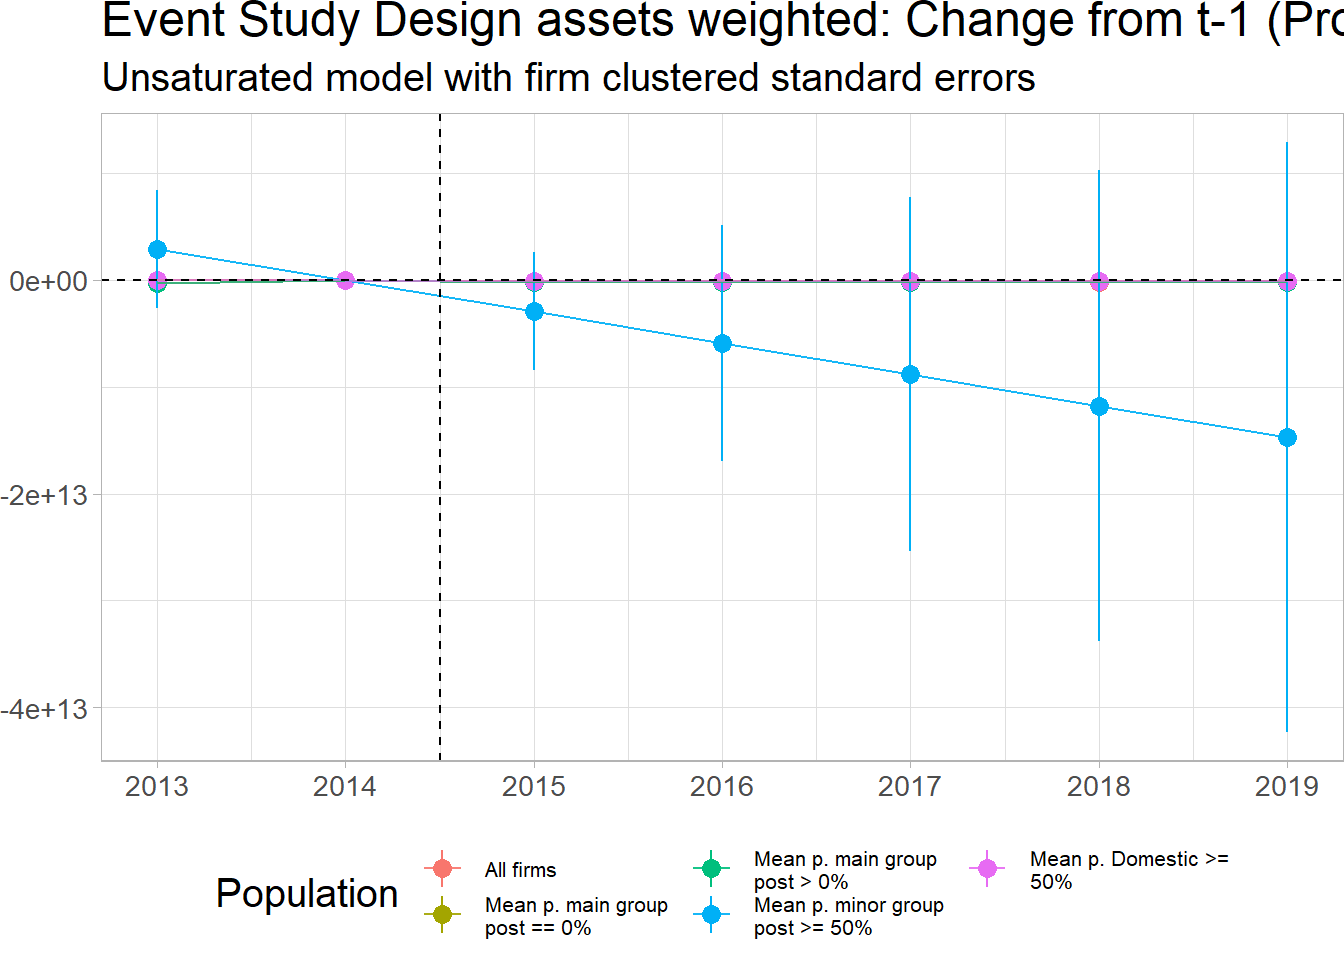 Event Study Design assets weighted: Change from t-1 (Pro
Unsaturated model with firm clustered standard errors
0e+00
-2e+13
-4e+13
2013 2014 2015 2016 2017 2018 2019
Population
All firms
Mean p. main group
post == 0%
Mean p. main group
post > 0%
Mean p. minor group
post >= 50%
Mean p. Domestic >=
50%